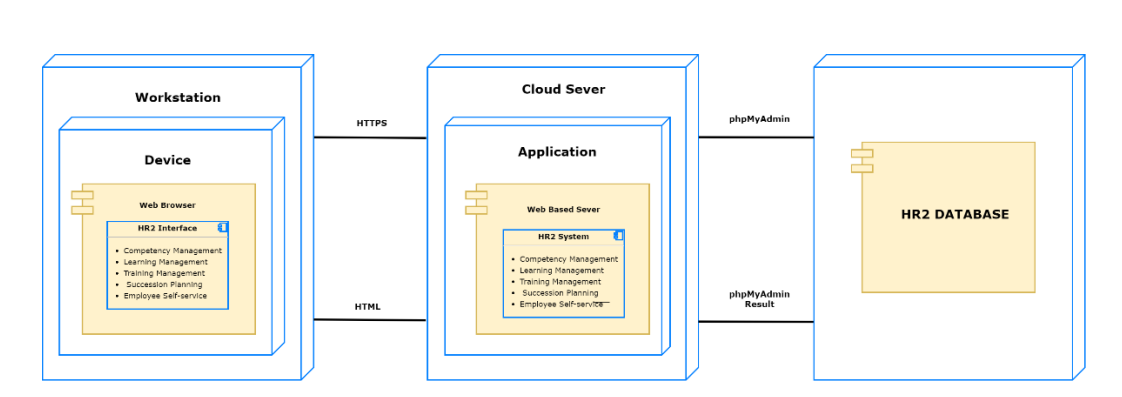 Workstation
Device
Web Browser
HR2 Interface
• Competency Management
• Learning Management
• Training Management
• Succession Planning
• Employee Self-service
HTTPS
HTML
Cloud Sever
Application
Web Based Sever
HR2 System
• Competency Management
• Learning Management
• Training Management
• Succession Planning
• Employee Self-service
phpMyAdmin
phpMyAdmin
Result
HR2 DATABASE